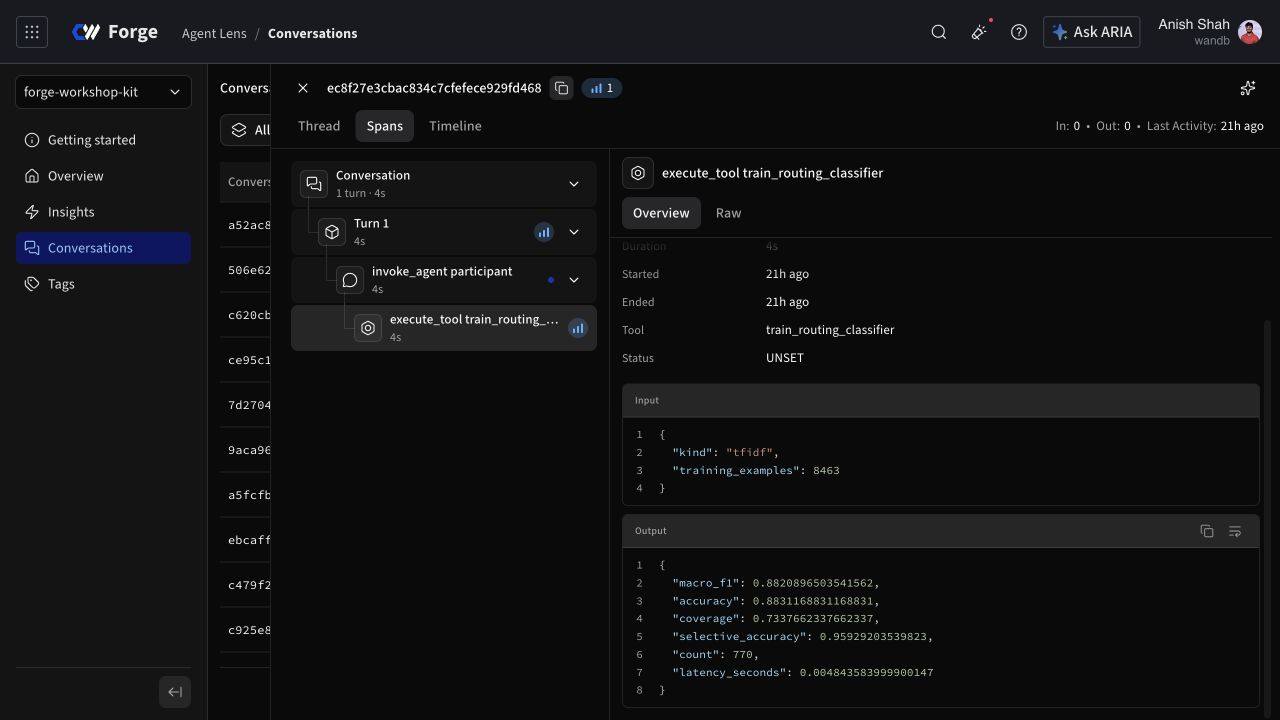 Forge
Agent Lens / Conversations
Ask ARIA
Anish Shah
wandb
forge-workshop-kit
Getting started
Overview
Insights
Conversations
Tags
Convers
All
Convers
a52ac8
506e62
c620cb
ce95c1
7d2704
9aca96
a5fcfb
ebcaff
c479f2
c925e8
ec8f27e3cbac834c7cfefece929fd468
1
Thread
Spans
Timeline
In: 0 • Out: 0 • Last Activity: 21h ago
Conversation
1 turn · 4s
Turn 1
4s
invoke_agent participant
4s
execute_tool train_routing_...
4s
execute_tool train_routing_classifier
Overview
Raw
Duration 4s
Started 21h ago
Ended 21h ago
Tool train_routing_classifier
Status UNSET
Input
1 {
2 "kind": "tfidf",
3 "training_examples": 8463
4 }
Output
1 {
2 "macro_f1": 0.8820896503541562,
3 "accuracy": 0.8831168831168831,
4 "coverage": 0.7337662337662337,
5 "selective_accuracy": 0.95929203539823,
6 "count": 770,
7 "latency_seconds": 0.004843583999900147
8 }